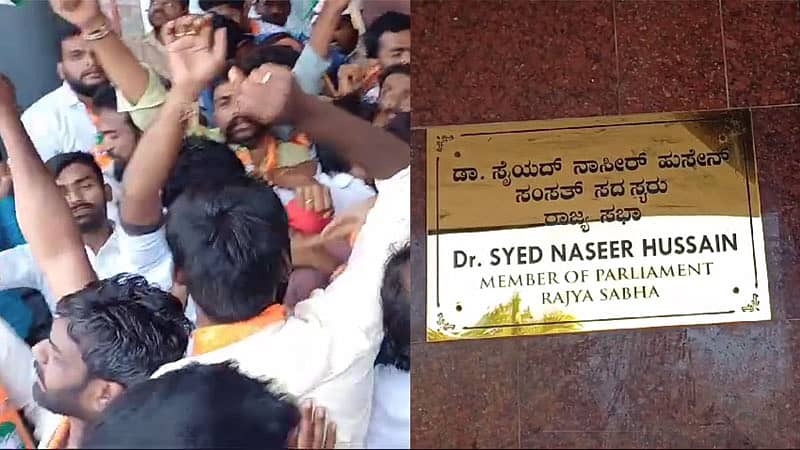 ಡಾ. ಸೈಯದ್ ನಾಸೀರ್ ಹುಸೇನ್
ಸಂಸತ್ ಸದಸ್ಯರು
ರಾಜ್ಯ ಸಭಾ
Dr. SYED NASEER HUSSAIN
MEMBER OF PARLIAMENT
RAJYA SABHA